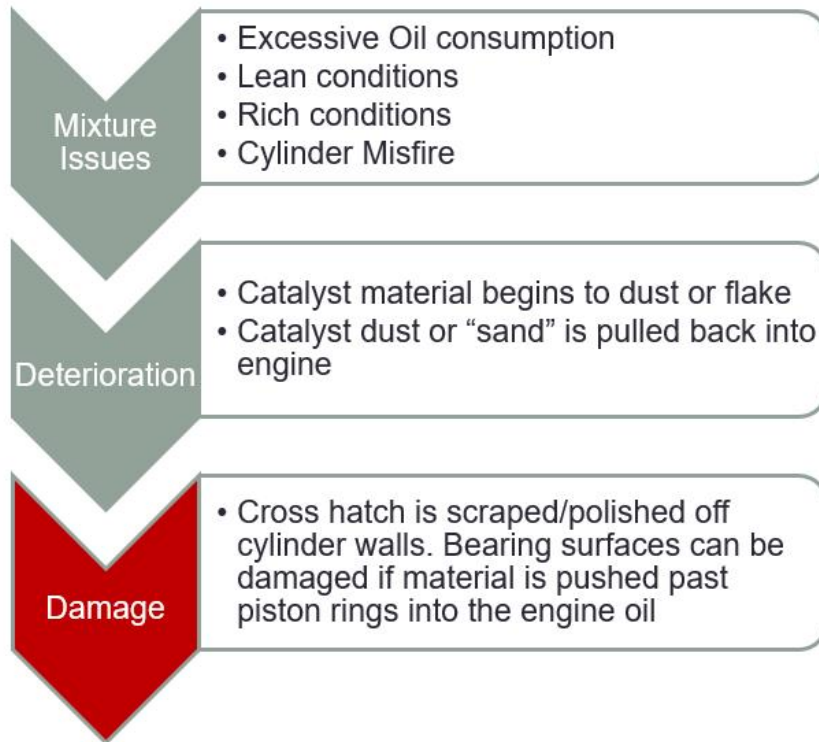 Mixture
Issues
• Excessive Oil consumption
• Lean conditions
• Rich conditions
• Cylinder Misfire
Deterioration
• Catalyst material begins to dust or flake
• Catalyst dust or “sand” is pulled back into
engine
Damage
• Cross hatch is scraped/polished off
cylinder walls. Bearing surfaces can be
damaged if material is pushed past
piston rings into the engine oil